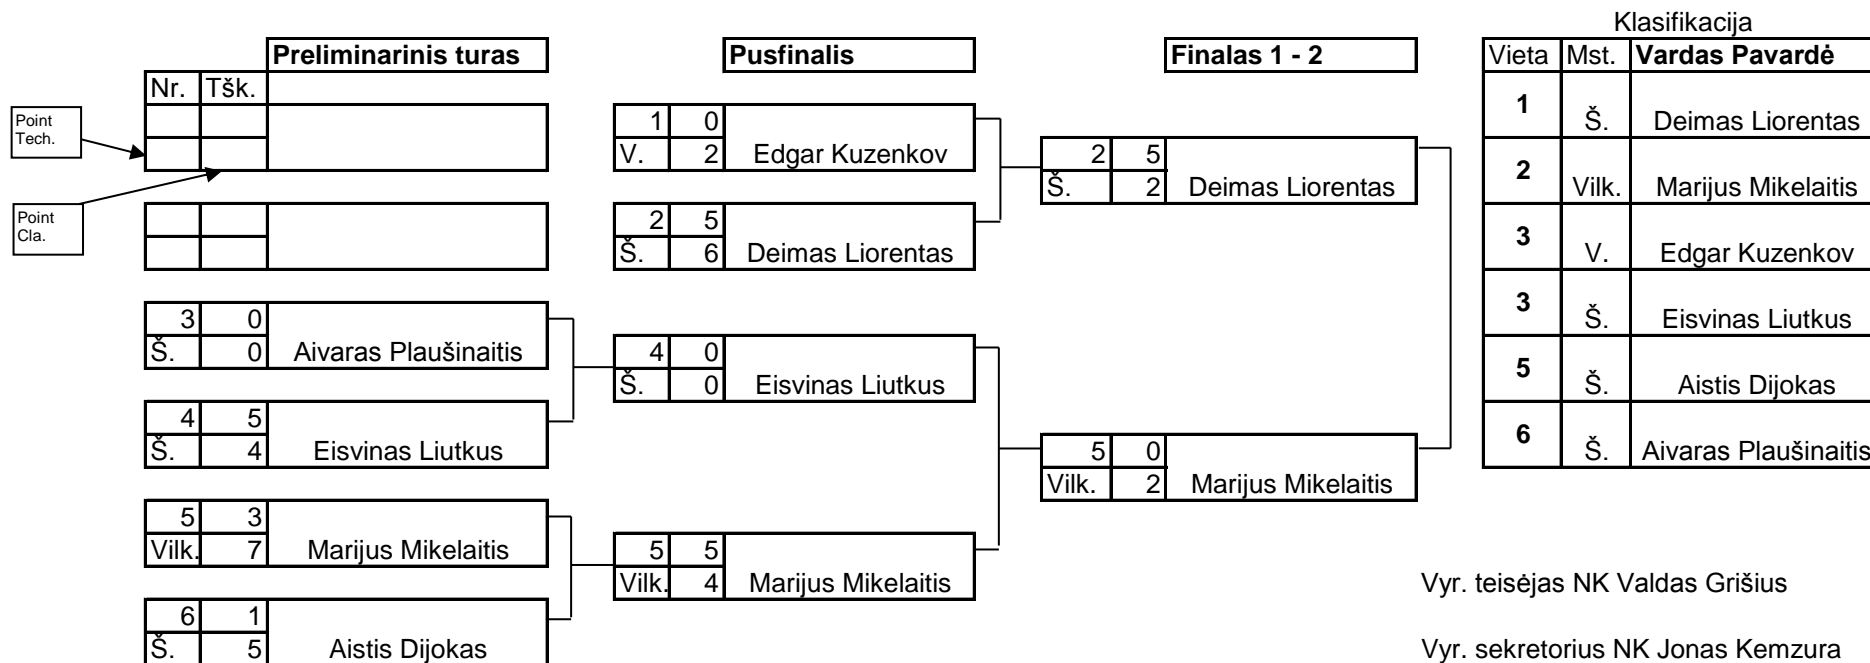 Klasifikacija
Preliminarinis turas Pusfinalis Finalas 1 - 2 Vieta Mst. Vardas Pavardė
Nr. Tšk.
Point
Tech.
Point
Cla.
3 0
Š. 0 Aivaras Plaušinaitis
4 5
Š. 4 Eisvinas Liutkus
5 3
Vilk. 7 Marijus Mikelaitis
6 1
Š. 5 Aistis Dijokas
1 0
V. 2 Edgar Kuzenkov
2 5
Š. 6 Deimas Liorentas
4 0
Š. 0 Eisvinas Liutkus
5 5
Vilk. 4 Marijus Mikelaitis
2 5
Š. 2 Deimas Liorentas
5 0
Vilk. 2 Marijus Mikelaitis
1 Š. Deimas Liorentas
2 Vilk. Marijus Mikelaitis
3 V. Edgar Kuzenkov
3 Š. Eisvinas Liutkus
5 Š. Aistis Dijokas
6 Š. Aivaras Plaušinaitis
Vyr. teisėjas NK Valdas Grišius
Vyr. sekretorius NK Jonas Kemzura